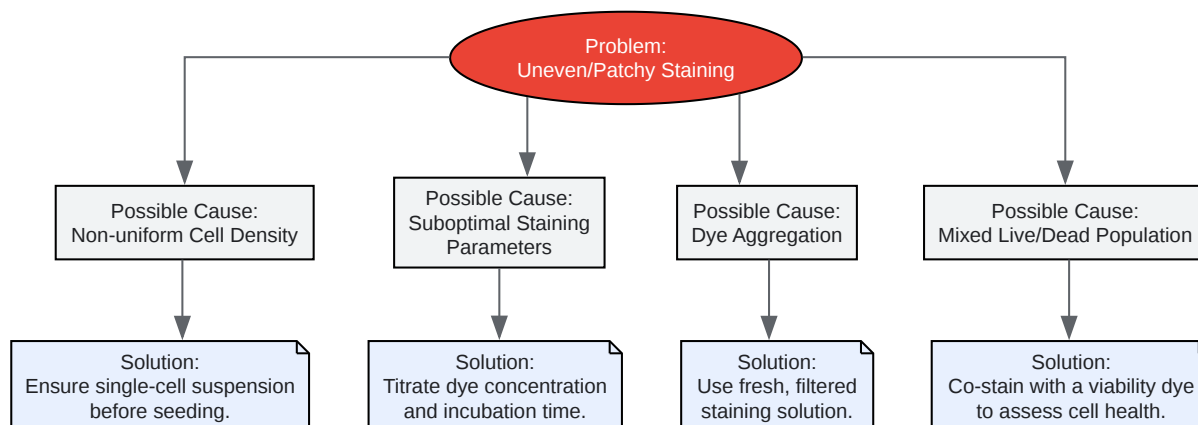 Problem:
Uneven/Patchy Staining
Possible Cause:
Non-uniform Cell Density
Possible Cause:
Suboptimal Staining
Parameters
Possible Cause:
Dye Aggregation
Possible Cause:
Mixed Live/Dead Population
Solution:
Ensure single-cell suspension
before seeding.
Solution:
Titrate dye concentration
and incubation time.
Solution:
Use fresh, filtered
staining solution.
Solution:
Co-stain with a viability dye
to assess cell health.